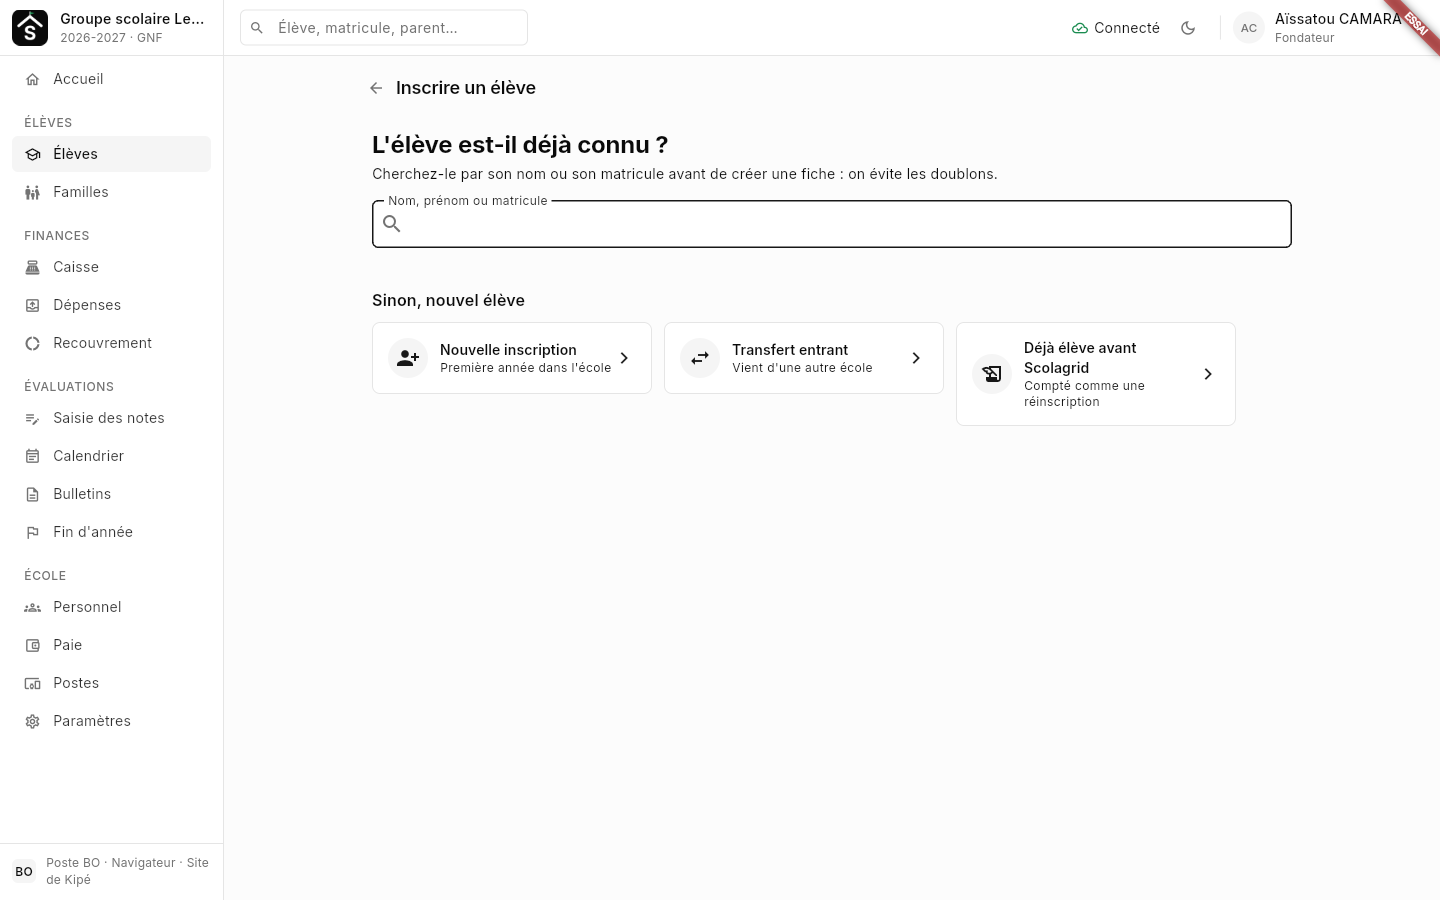 Groupe scolaire Le...
2026-2027 · GNF
Élève, matricule, parent...
Connecté
AC
Aïssatou CAMARA
Fondateur
ESSAI
Accueil
ÉLÈVES
Élèves
Familles
FINANCES
Caisse
Dépenses
Recouvrement
ÉVALUATIONS
Saisie des notes
Calendrier
Bulletins
Fin d'année
ÉCOLE
Personnel
Paie
Postes
Paramètres
BO
Poste BO · Navigateur · Site
de Kipé
Inscrire un élève
L'élève est-il déjà connu ?
Cherchez-le par son nom ou son matricule avant de créer une fiche : on évite les doublons.
Nom, prénom ou matricule
Sinon, nouvel élève
Nouvelle inscription
Première année dans l'école
Transfert entrant
Vient d'une autre école
Déjà élève avant
Scolagrid
Compté comme une
réinscription